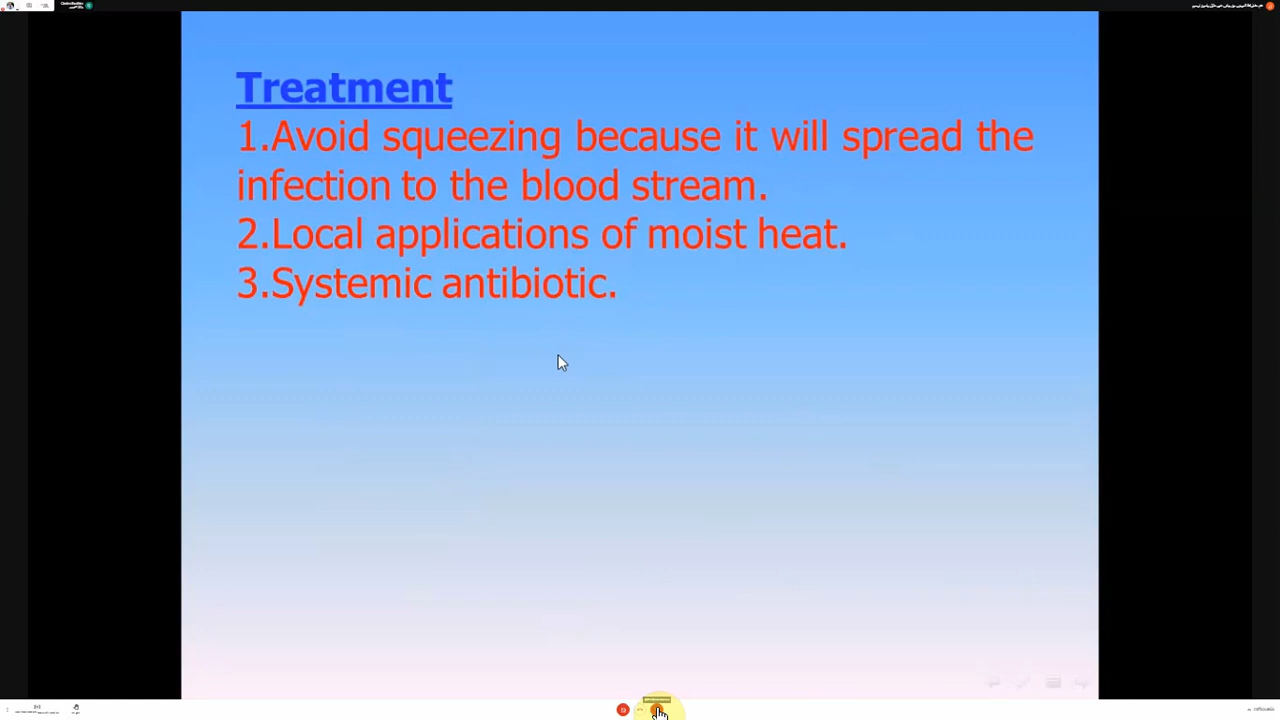 Treatment
1.Avoid squeezing because it will spread the
infection to the blood stream.
2.Local applications of moist heat.
3.Systemic antibiotic.